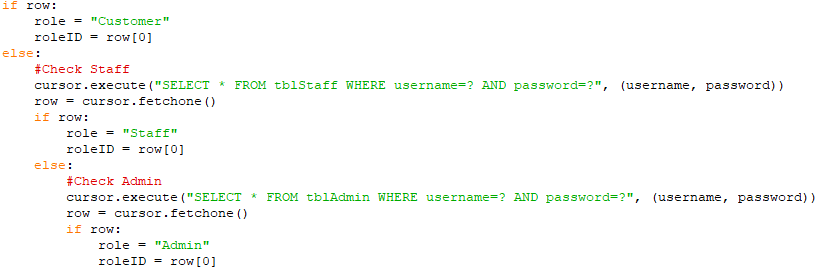 if row:
    role = "Customer"
    roleID = row[0]
else:
    #Check Staff
    cursor.execute("SELECT * FROM tblStaff WHERE username=? AND password=?", (username, password))
    row = cursor.fetchone()
    if row:
        role = "Staff"
        roleID = row[0]
    else:
        #Check Admin
        cursor.execute("SELECT * FROM tblAdmin WHERE username=? AND password=?", (username, password))
        row = cursor.fetchone()
        if row:
            role = "Admin"
            roleID = row[0]